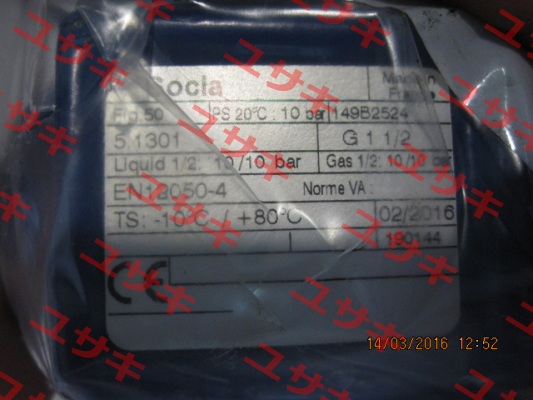 Socla Made in France
Fig.50 PS 20°C : 10 bar 149B2524
5.1301 G 1 1/2
Liquid 1/2: 10/10 bar Gas 1/2: 10/10 bar
EN12050-4 Norme VA :
TS: -10°C / +80°C 02/2016
190144
CE
14/03/2016 12:52
ユサキ